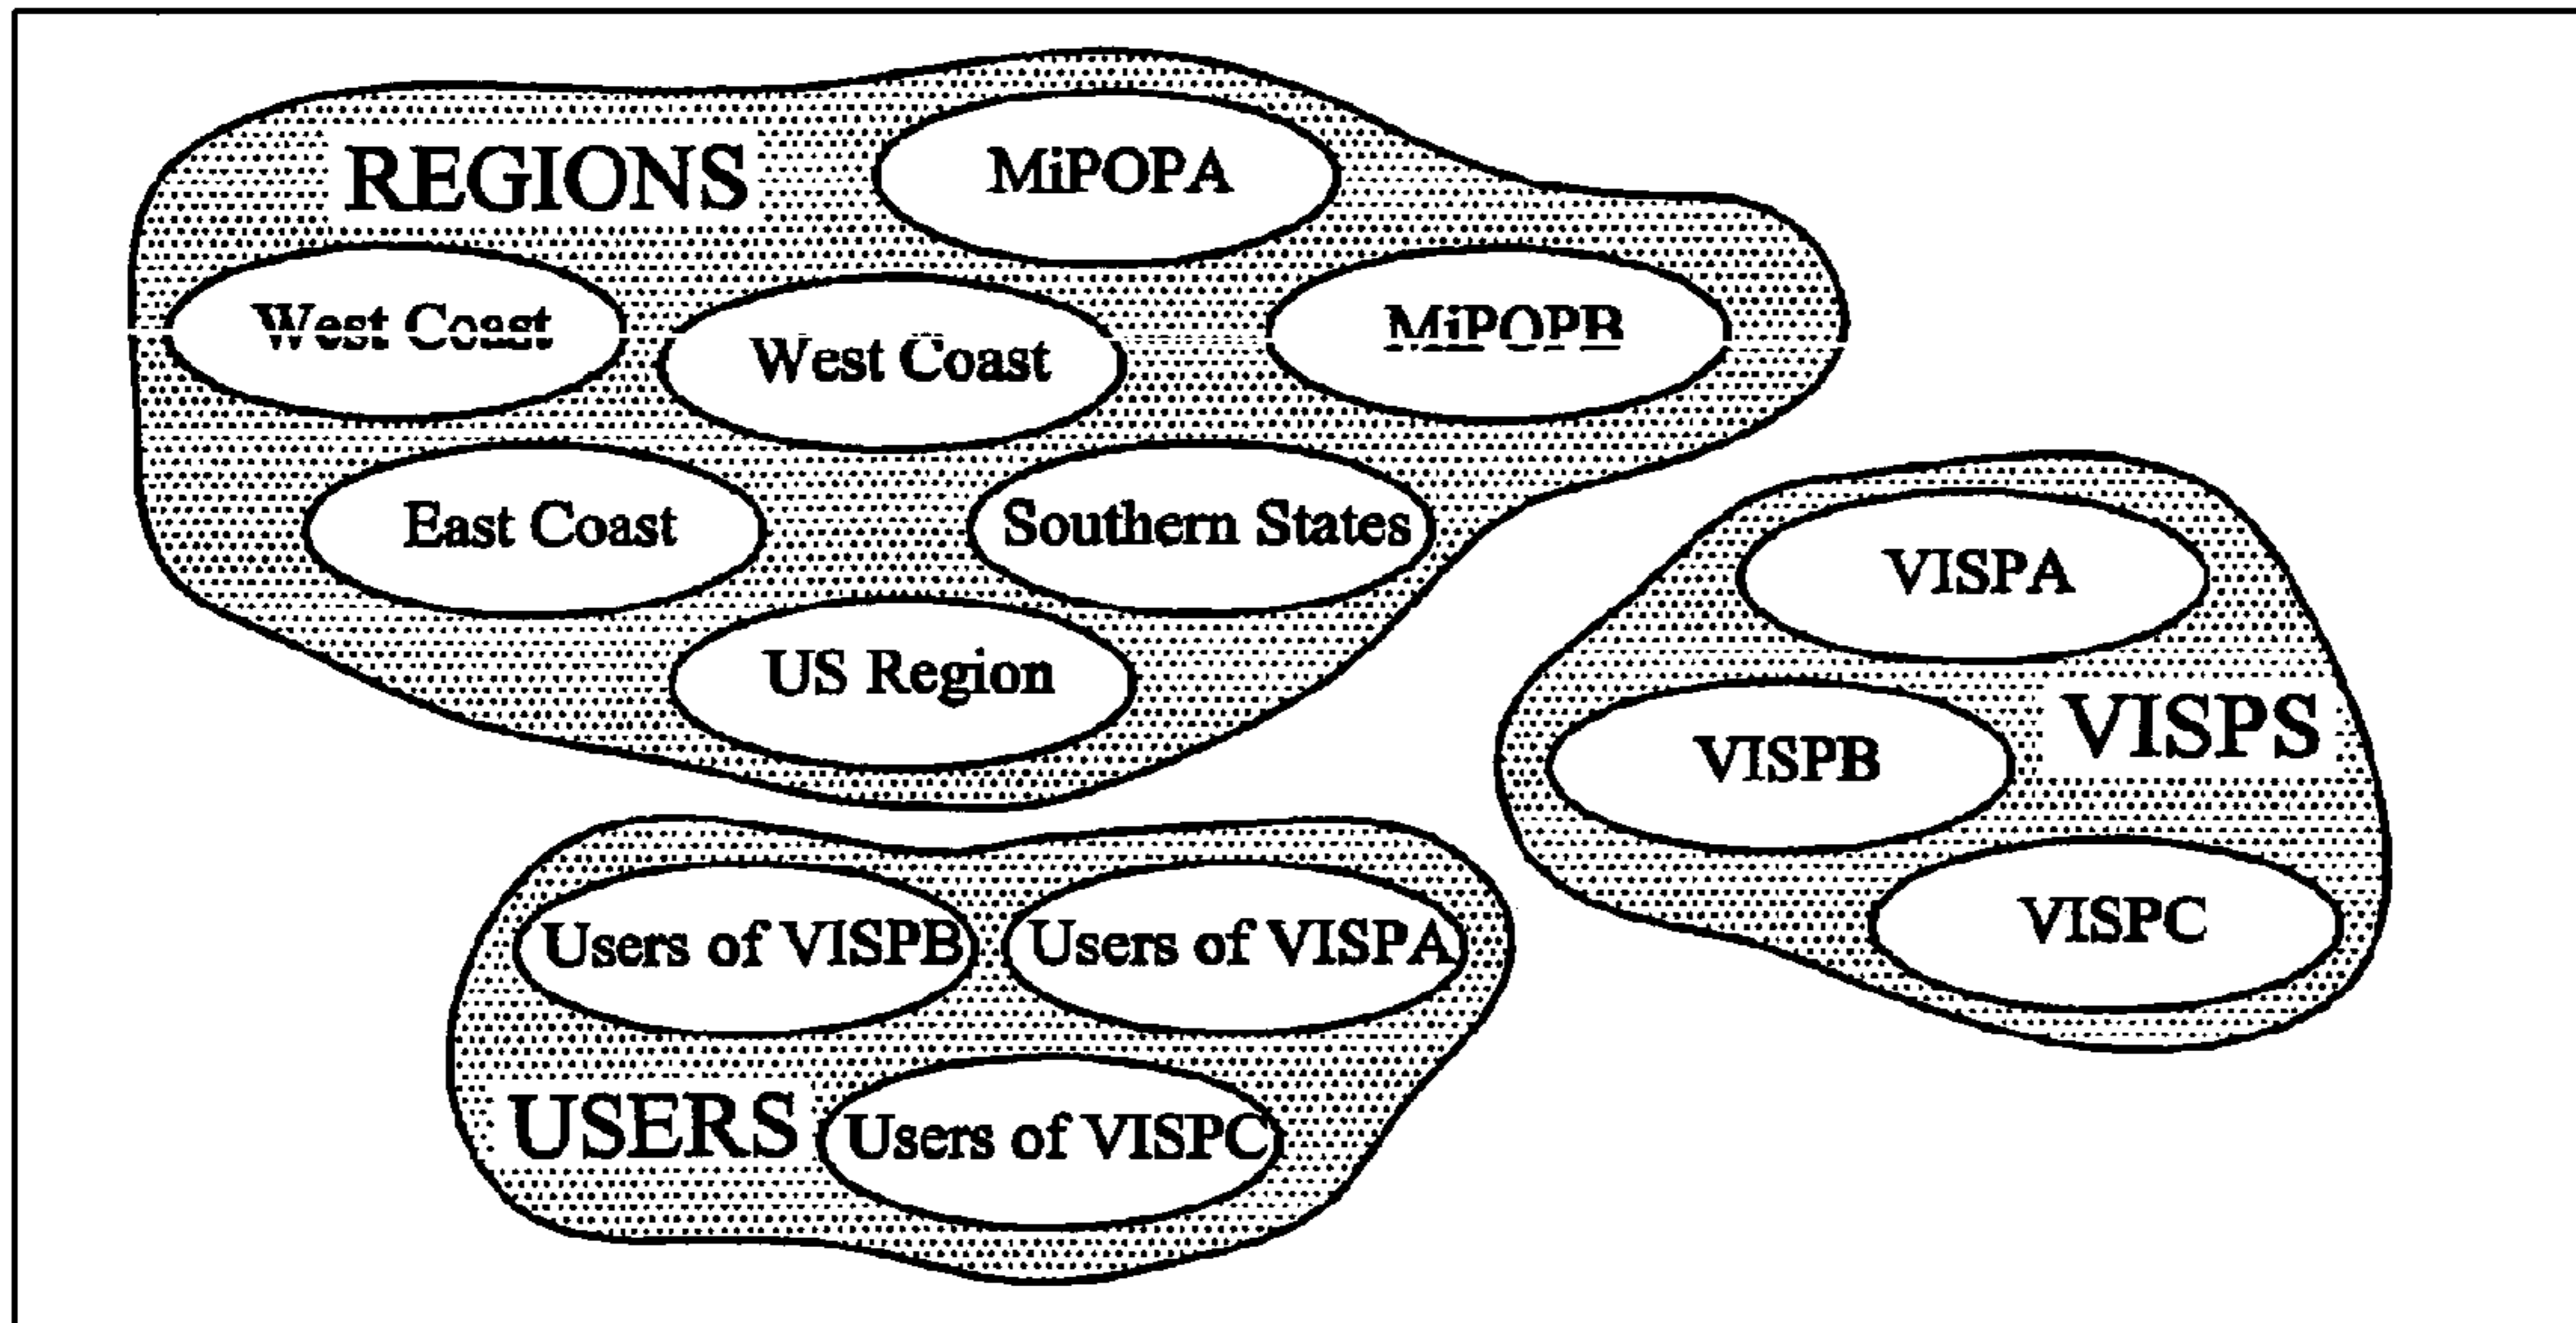 REGIONS
MiPOPA
West Coast
West Coast
MiPOPB
East Coast
Southern States
US Region
VISPA
VISPB
VISPS
VISPC
Users of VISPB
Users of VISPA
USERS
Users of VISPC